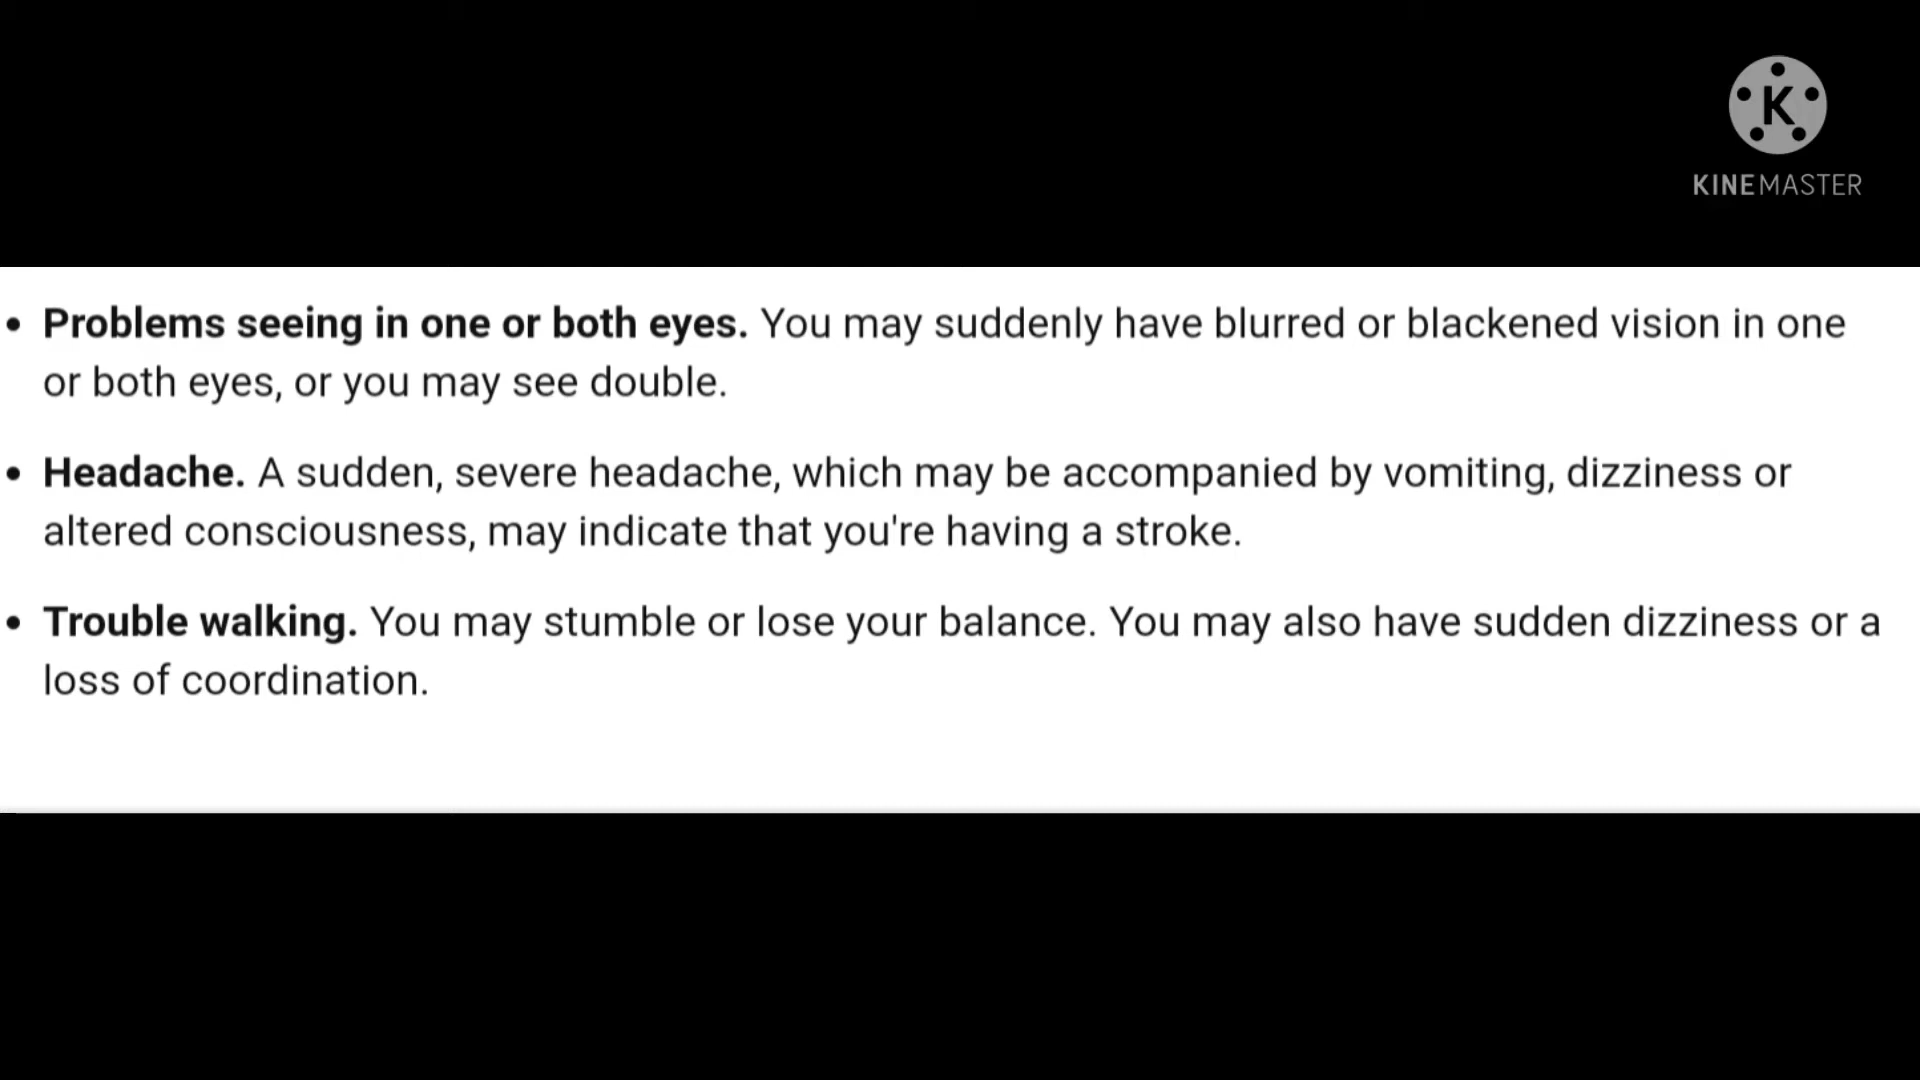 K
KINEMASTER
• Problems seeing in one or both eyes. You may suddenly have blurred or blackened vision in one
or both eyes, or you may see double.
• Headache. A sudden, severe headache, which may be accompanied by vomiting, dizziness or
altered consciousness, may indicate that you're having a stroke.
• Trouble walking. You may stumble or lose your balance. You may also have sudden dizziness or a
loss of coordination.